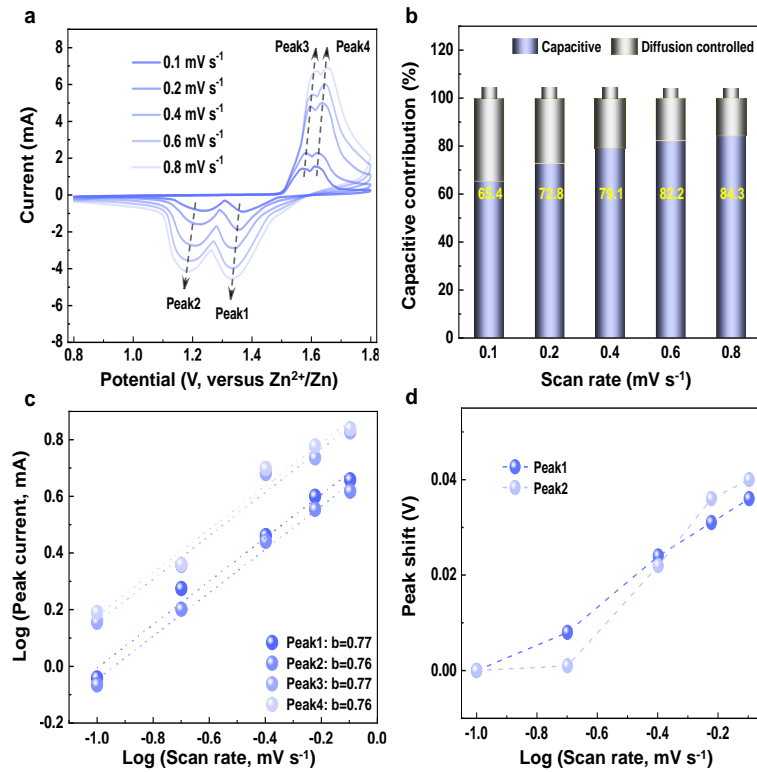 a
Peak3
Peak4
0.1 mV s⁻¹
0.2 mV s⁻¹
0.4 mV s⁻¹
0.6 mV s⁻¹
0.8 mV s⁻¹
Peak2
Peak1
8
6
4
2
0
-2
-4
-6
-8
0.8
1.0
1.2
1.4
1.6
1.8
Current (mA)
Potential (V, versus Zn²⁺/Zn)
b
Capacitive
Diffusion controlled
120
100
80
60
40
20
0
65.4
72.8
79.1
82.2
84.3
0.1
0.2
0.4
0.6
0.8
Capacitive contribution (%)
Scan rate (mV s⁻¹)
c
0.8
0.6
0.4
0.2
0.0
-0.2
Peak1: b=0.77
Peak2: b=0.76
Peak3: b=0.77
Peak4: b=0.76
-1.0
-0.8
-0.6
-0.4
-0.2
0.0
Log (Peak current, mA)
Log (Scan rate, mV s⁻¹)
d
Peak1
Peak2
0.04
0.02
0.00
-1.0
-0.8
-0.6
-0.4
-0.2
Peak shift (V)
Log (Scan rate, mV s⁻¹)